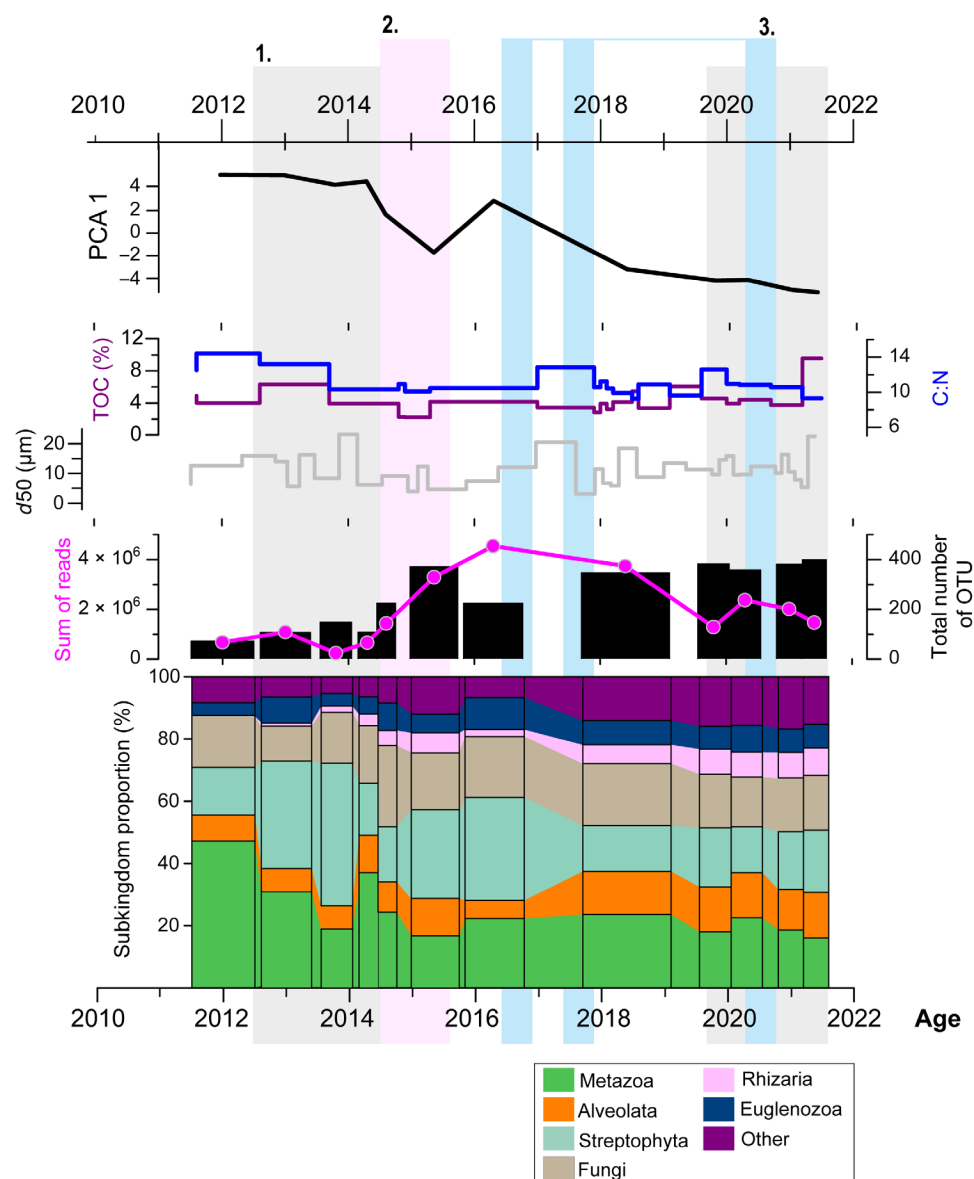 1.
2.
3.
2010 2012 2014 2016 2018 2020 2022
PCA 1
4
2
0
−2
−4
TOC (%)
12
8
4
0
C:N
14
10
6
d50 (μm)
20
10
0
Sum of reads
4 × 10⁶
2 × 10⁶
0
Total number
of OTU
400
200
0
Subkingdom proportion (%)
100
80
60
40
20
2010 2012 2014 2016 2018 2020 2022 Age
Metazoa
Alveolata
Streptophyta
Fungi
Rhizaria
Euglenozoa
Other